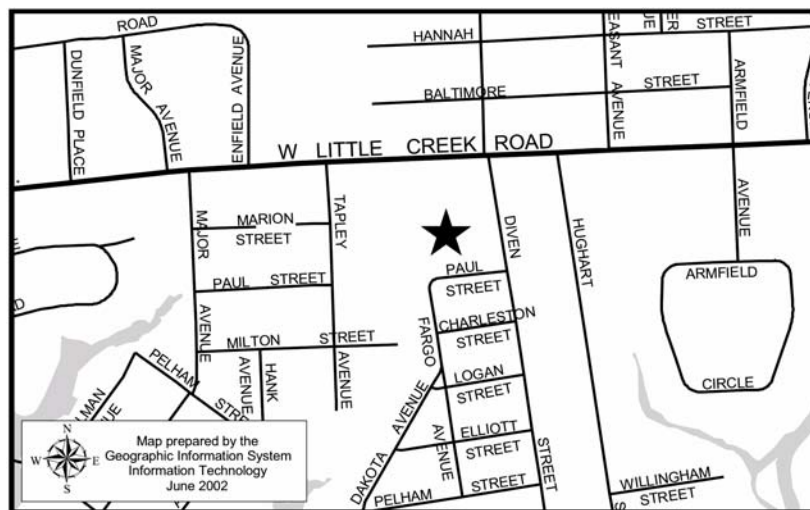 ROAD
DUNFIELD PLACE
MAJOR AVENUE
ENFIELD AVENUE
HANNAH STREET
BALTIMORE STREET
EASANT AVENUE
ARMFIELD AVENUE
W LITTLE CREEK ROAD
MAJOR AVENUE
MARION STREET
TAPLEY AVENUE
PAUL STREET
MILTON STREET
HANK AVENUE
PELHAM STR
DIVEN STREET
HUGHART
PAUL STREET
FARGO AVENUE
CHARLESTON STREET
LOGAN STREET
ELLIOTT STREET
DAKOTA AVENUE
PELHAM STREET
ARMFIELD CIRCLE
WILLINGHAM STREET
N
W E
S
Map prepared by the
Geographic Information System
Information Technology
June 2002